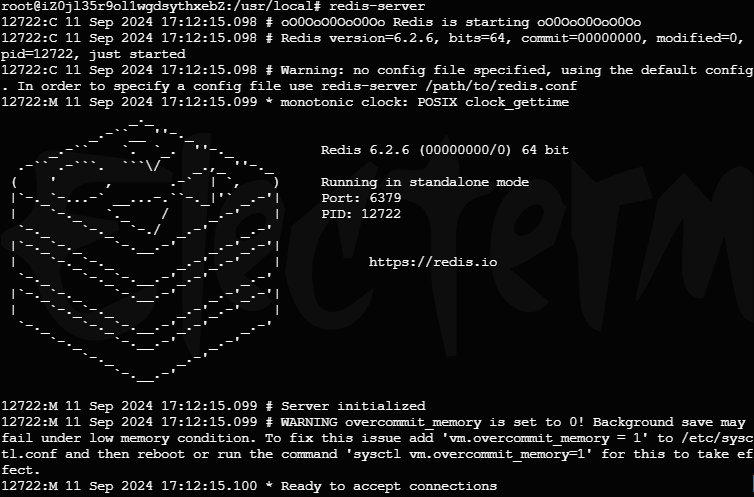 root@iZ0jl35r9ol1wgdsythxebZ:/usr/local# redis-server
12722:C 11 Sep 2024 17:12:15.098 # oO0OoO0OoO0Oo Redis is starting oO0OoO0OoO0Oo
12722:C 11 Sep 2024 17:12:15.098 # Redis version=6.2.6, bits=64, commit=00000000, modified=0,
pid=12722, just started
12722:C 11 Sep 2024 17:12:15.098 # Warning: no config file specified, using the default config
. In order to specify a config file use redis-server /path/to/redis.conf
12722:M 11 Sep 2024 17:12:15.099 * monotonic clock: POSIX clock_gettime
Redis 6.2.6 (00000000/0) 64 bit
Running in standalone mode
Port: 6379
PID: 12722
https://redis.io
Electerm
12722:M 11 Sep 2024 17:12:15.099 # Server initialized
12722:M 11 Sep 2024 17:12:15.099 # WARNING overcommit_memory is set to 0! Background save may
fail under low memory condition. To fix this issue add 'vm.overcommit_memory = 1' to /etc/sysc
tl.conf and then reboot or run the command 'sysctl vm.overcommit_memory=1' for this to take ef
fect.
12722:M 11 Sep 2024 17:12:15.100 * Ready to accept connections